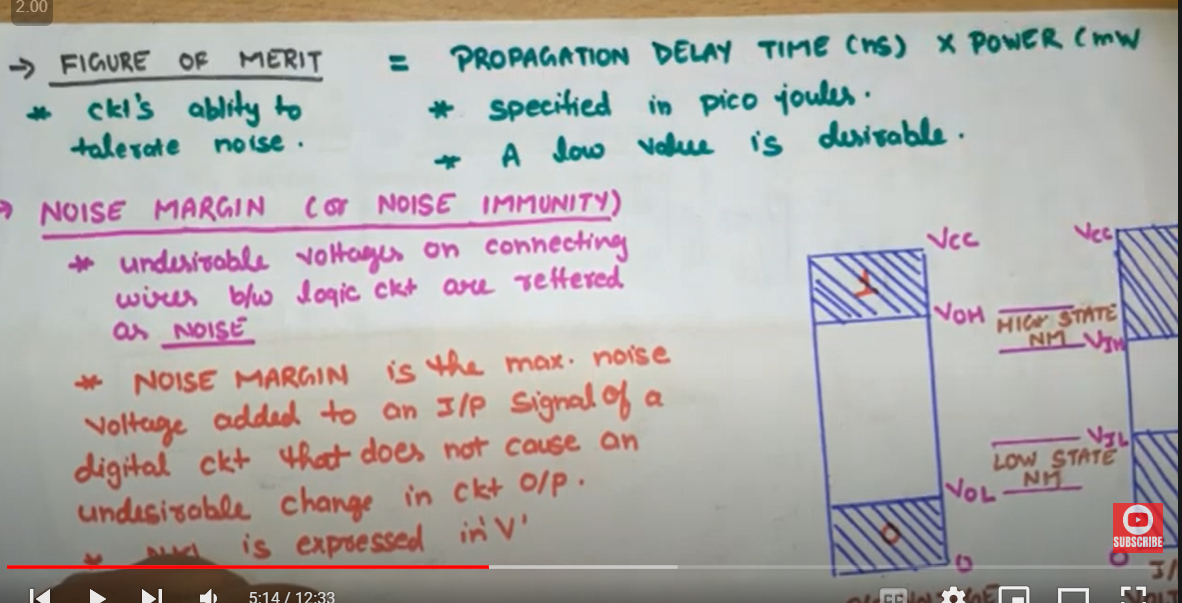 2.00
→ FIGURE OF MERIT = PROPAGATION DELAY TIME (ns) × POWER (mW
* ckt's ablity to * specified in pico joules.
talerate noise. * A low value is desirable.
→ NOISE MARGIN (or NOISE IMMUNITY)
* undesirable voltages on connecting
wires b/w logic ckt are reffered
as NOISE
* NOISE MARGIN is the max. noise
voltage added to an I/P signal of a
digital ckt that does not cause an
undesirable change in ckt O/P.
* is expressed in 'V'
VCC VCC
1
VOH HIGH STATE
NM VIH
VIL
LOW STATE
VOL NM
0
0 0
I/
SUBSCRIBE
5:14 / 12:33
CC